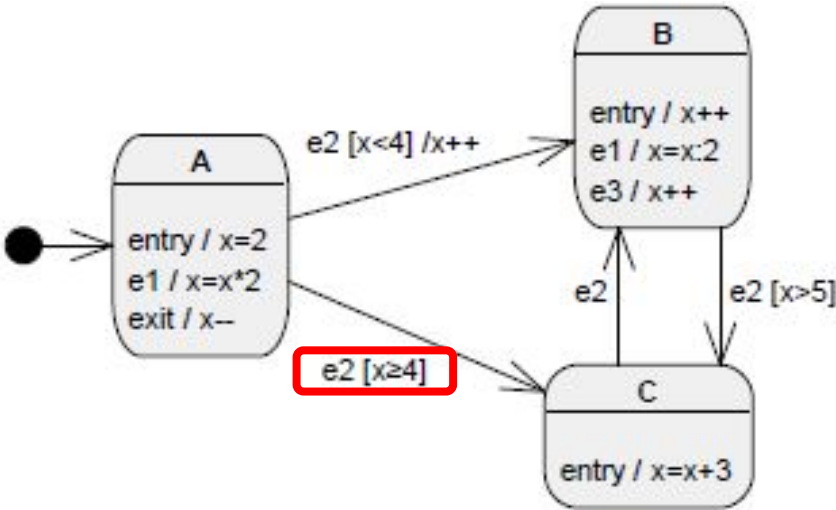 A
entry / x=2
e1 / x=x*2
exit / x--
e2 [x<4] /x++
e2 [x≥4]
B
entry / x++
e1 / x=x:2
e3 / x++
e2
e2 [x>5]
C
entry / x=x+3